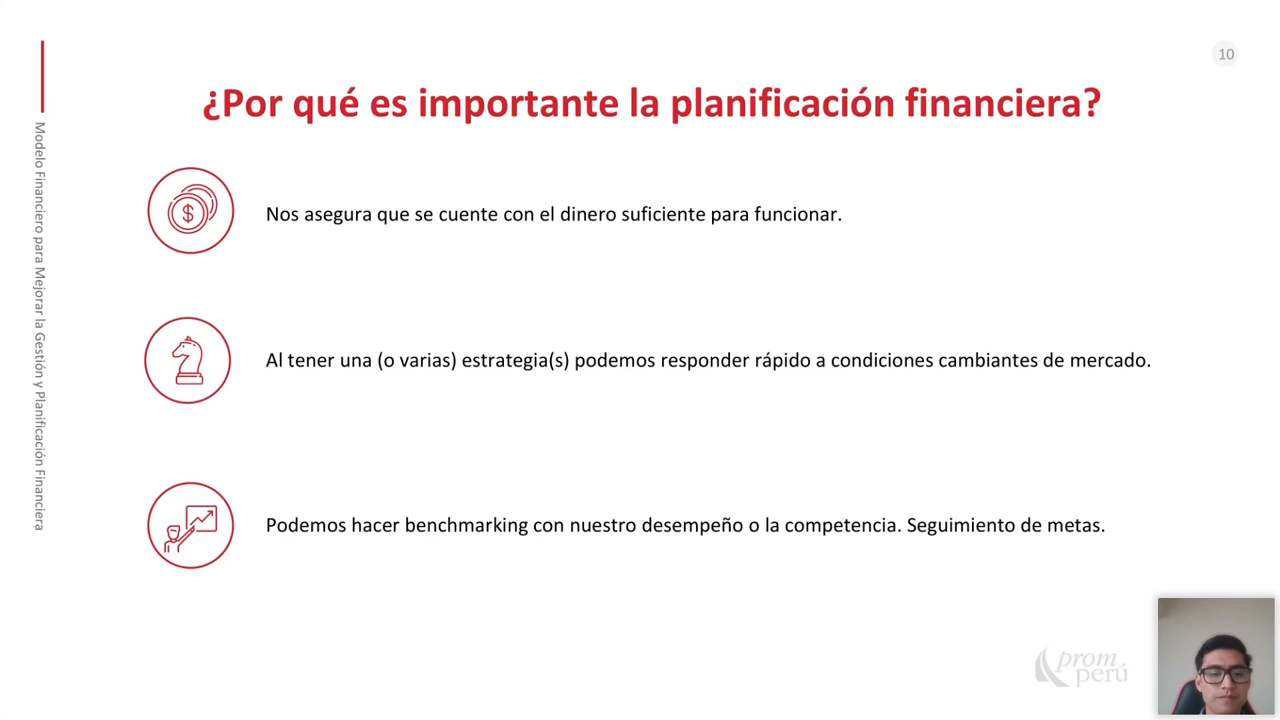 10
¿Por qué es importante la planificación financiera?
Modelo Financiero para Mejorar la Gestión y Planificación Financiera
$
Nos asegura que se cuente con el dinero suficiente para funcionar.
Al tener una (o varias) estrategia(s) podemos responder rápido a condiciones cambiantes de mercado.
Podemos hacer benchmarking con nuestro desempeño o la competencia. Seguimiento de metas.
prom
perú